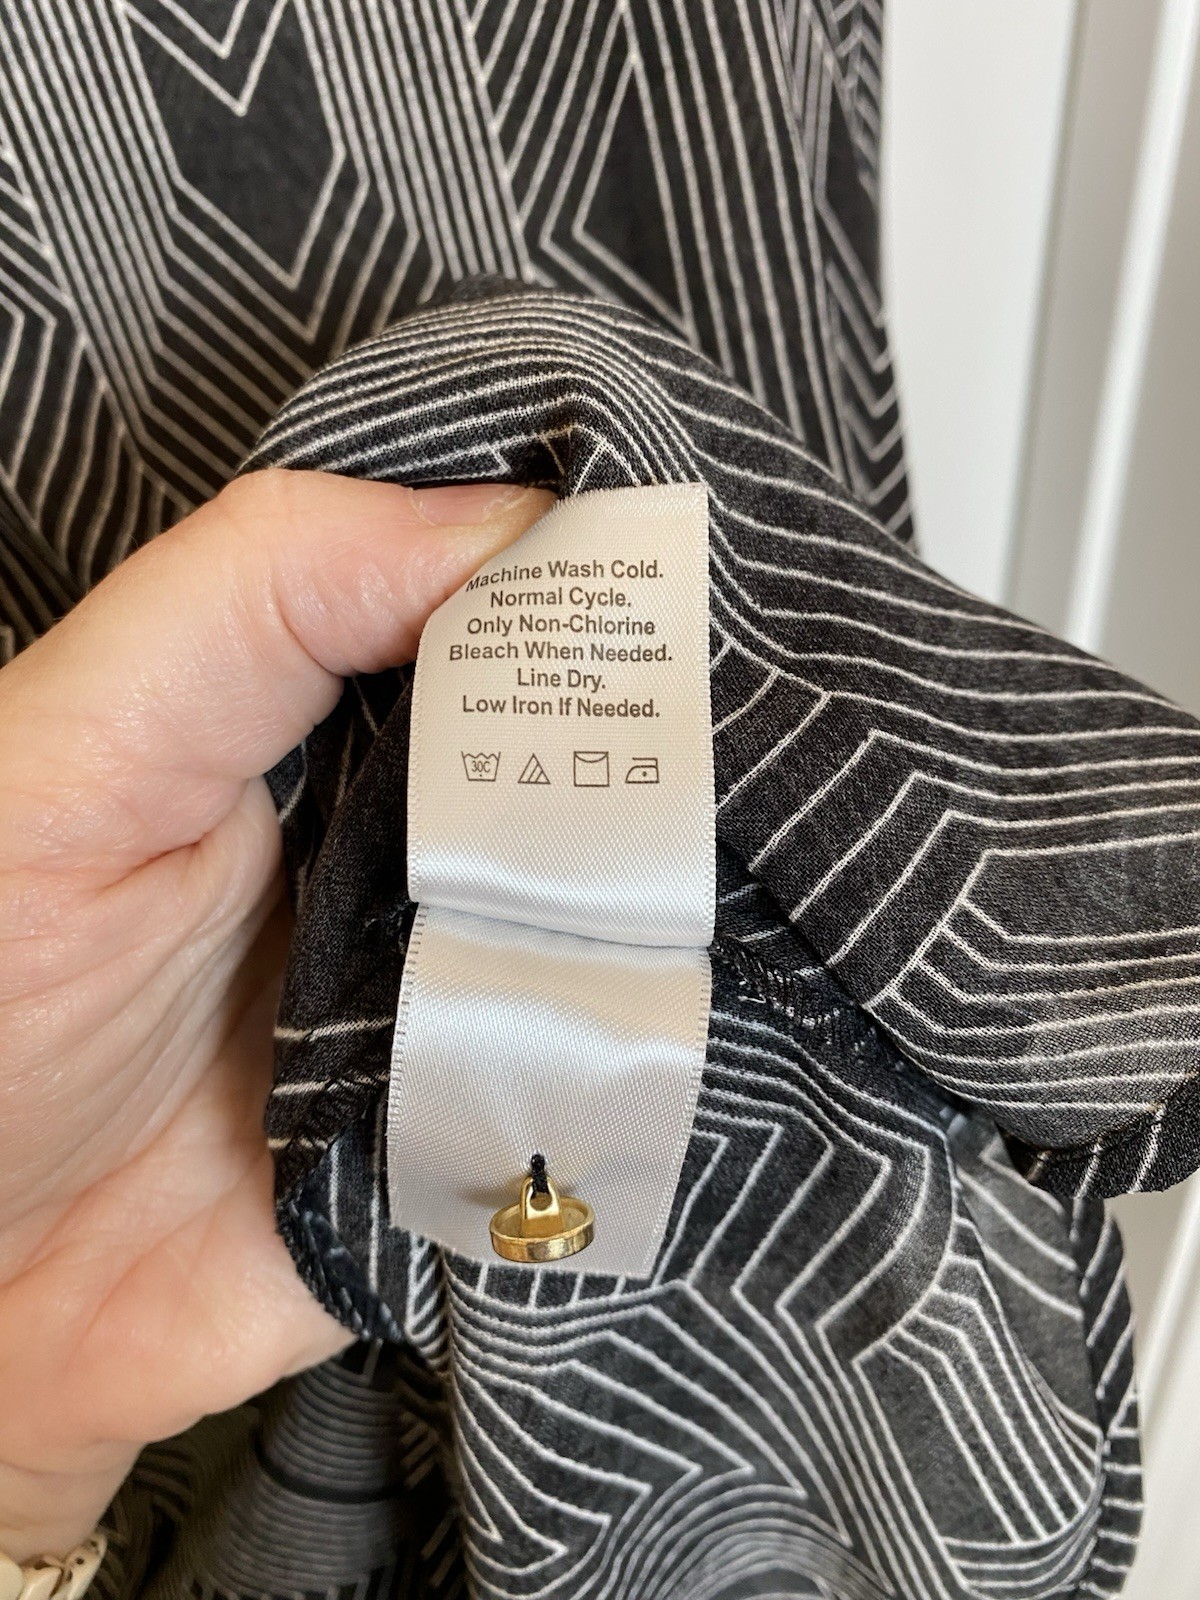 Machine Wash Cold.
Normal Cycle.
Only Non-Chlorine
Bleach When Needed.
Line Dry.
Low Iron If Needed.
30C